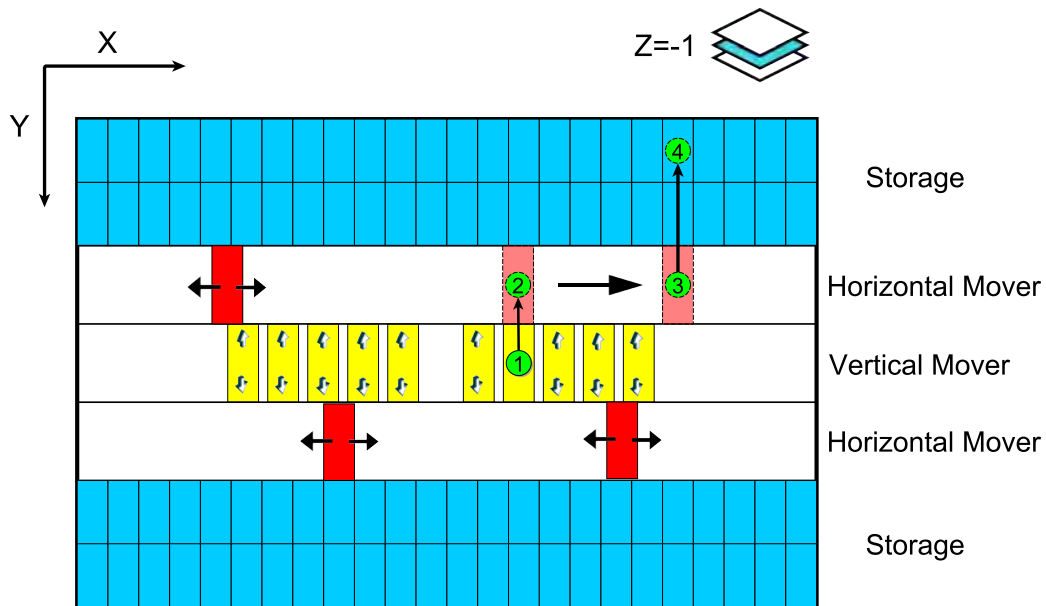 X
Z=-1
Y
4
Storage
2
3
Horizontal Mover
1
Vertical Mover
Horizontal Mover
Storage